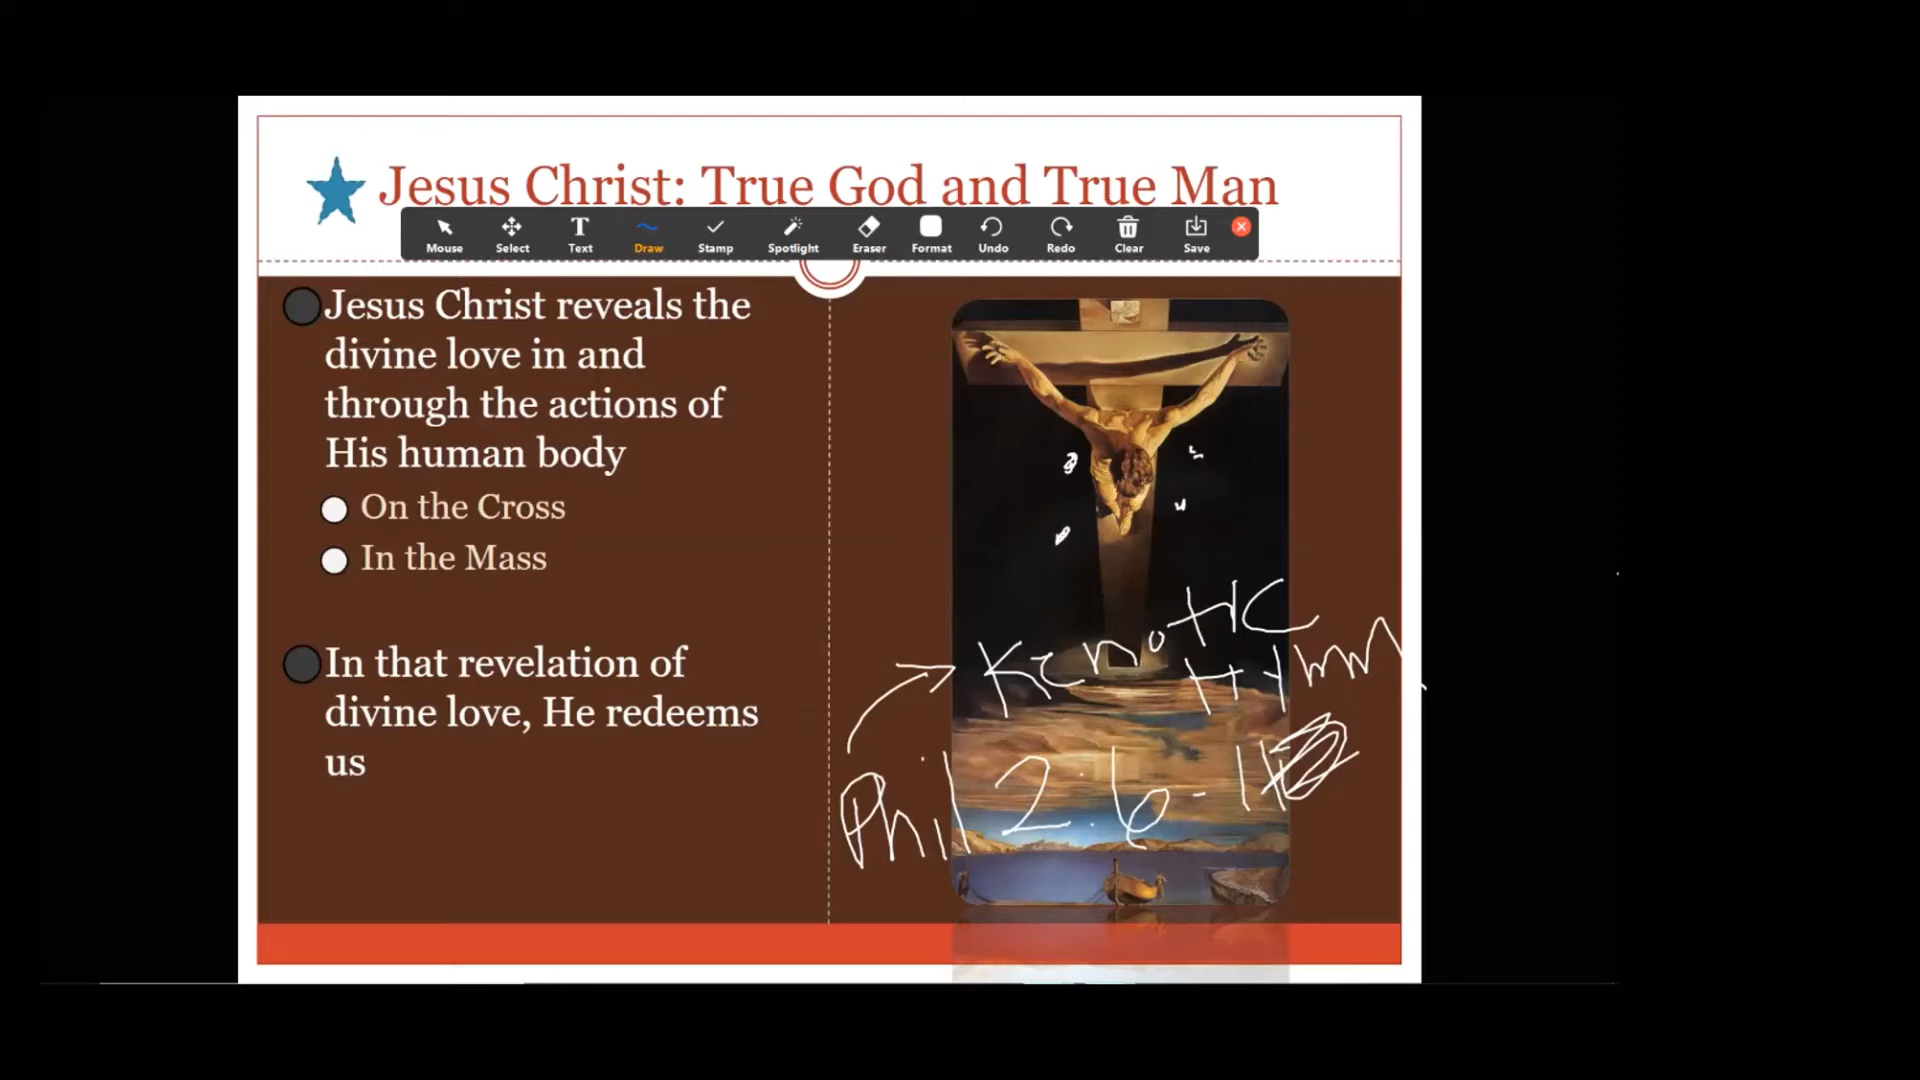 Jesus Christ: True God and True Man
Mouse Select Text Draw Stamp Spotlight Eraser Format Undo Redo Clear Save
Jesus Christ reveals the
divine love in and
through the actions of
His human body
On the Cross
In the Mass
In that revelation of
divine love, He redeems
us
Kenotic
Hymn
Phil 2:6-11